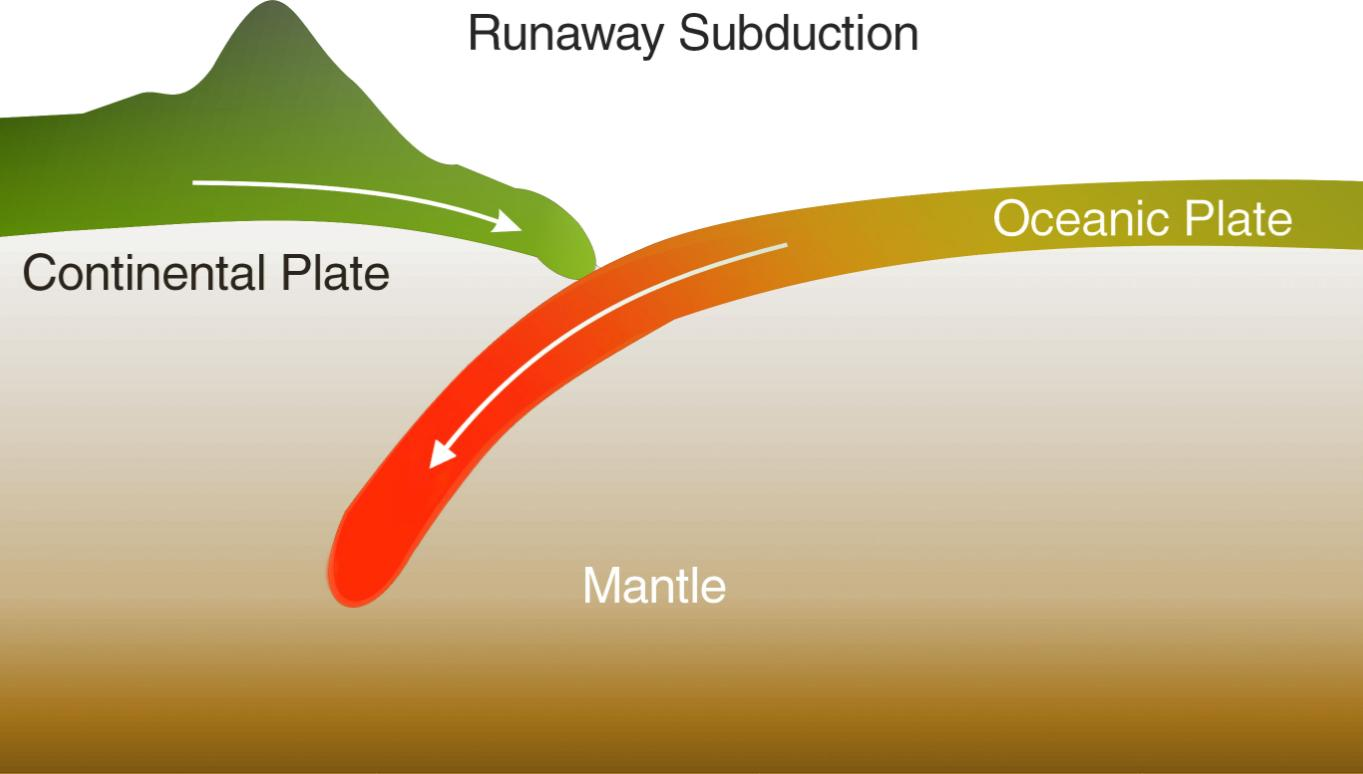 Runaway Subduction
Oceanic Plate
Continental Plate
Mantle